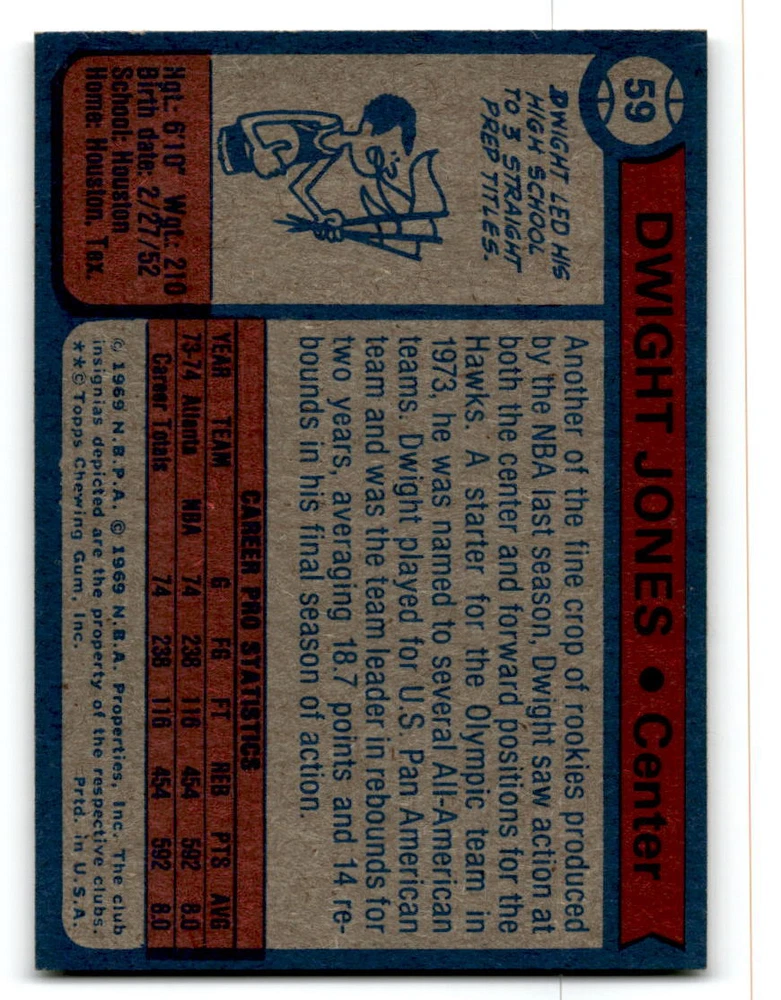 59
DWIGHT JONES • Center
DWIGHT LED HIS
HIGH SCHOOL
TO 3 STRAIGHT
PREP TITLES.
Hgt.: 6'10" Wgt.: 210
Birth date: 2/27/52
School: Houston
Home: Houston, Tex.
Another of the fine crop of rookies produced
by the NBA last season, Dwight saw action at
both the center and forward positions for the
Hawks. A starter for the Olympic team in
1973, he was named to several All-American
teams. Dwight played for U.S. Pan American
team and was the team leader in rebounds for
two years, averaging 18.7 points and 14 re-
bounds in his final season of action.
CAREER PRO STATISTICS
YEAR TEAM G FG FT REB PTS AVG
73-74 Atlanta NBA 74 238 116 454 592 8.0
Career Totals 74 238 116 454 592 8.0
© 1969 N.B.P.A. © 1969 N.B.A. Properties, Inc. The club
insignias depicted are the property of the respective clubs.
**© Topps Chewing Gum, Inc. Prtd. in U.S.A.